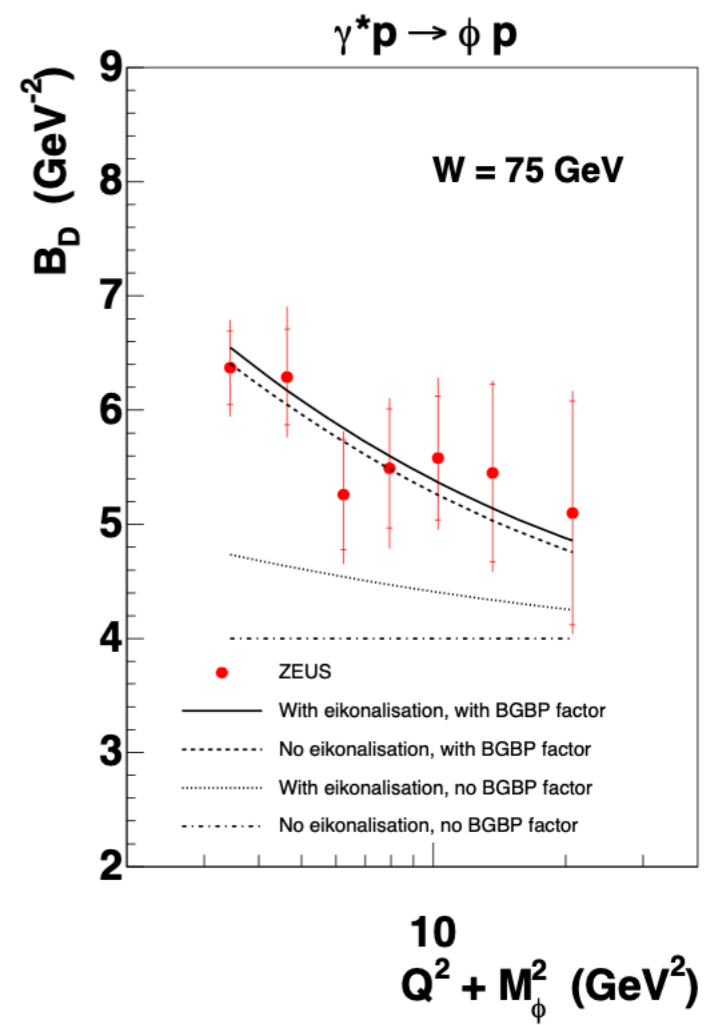 γ*p → ϕ p
B_D (GeV^-2)
W = 75 GeV
9
8
7
6
5
4
3
2
ZEUS
With eikonalisation, with BGBP factor
No eikonalisation, with BGBP factor
With eikonalisation, no BGBP factor
No eikonalisation, no BGBP factor
10
Q^2 + M_ϕ^2 (GeV^2)